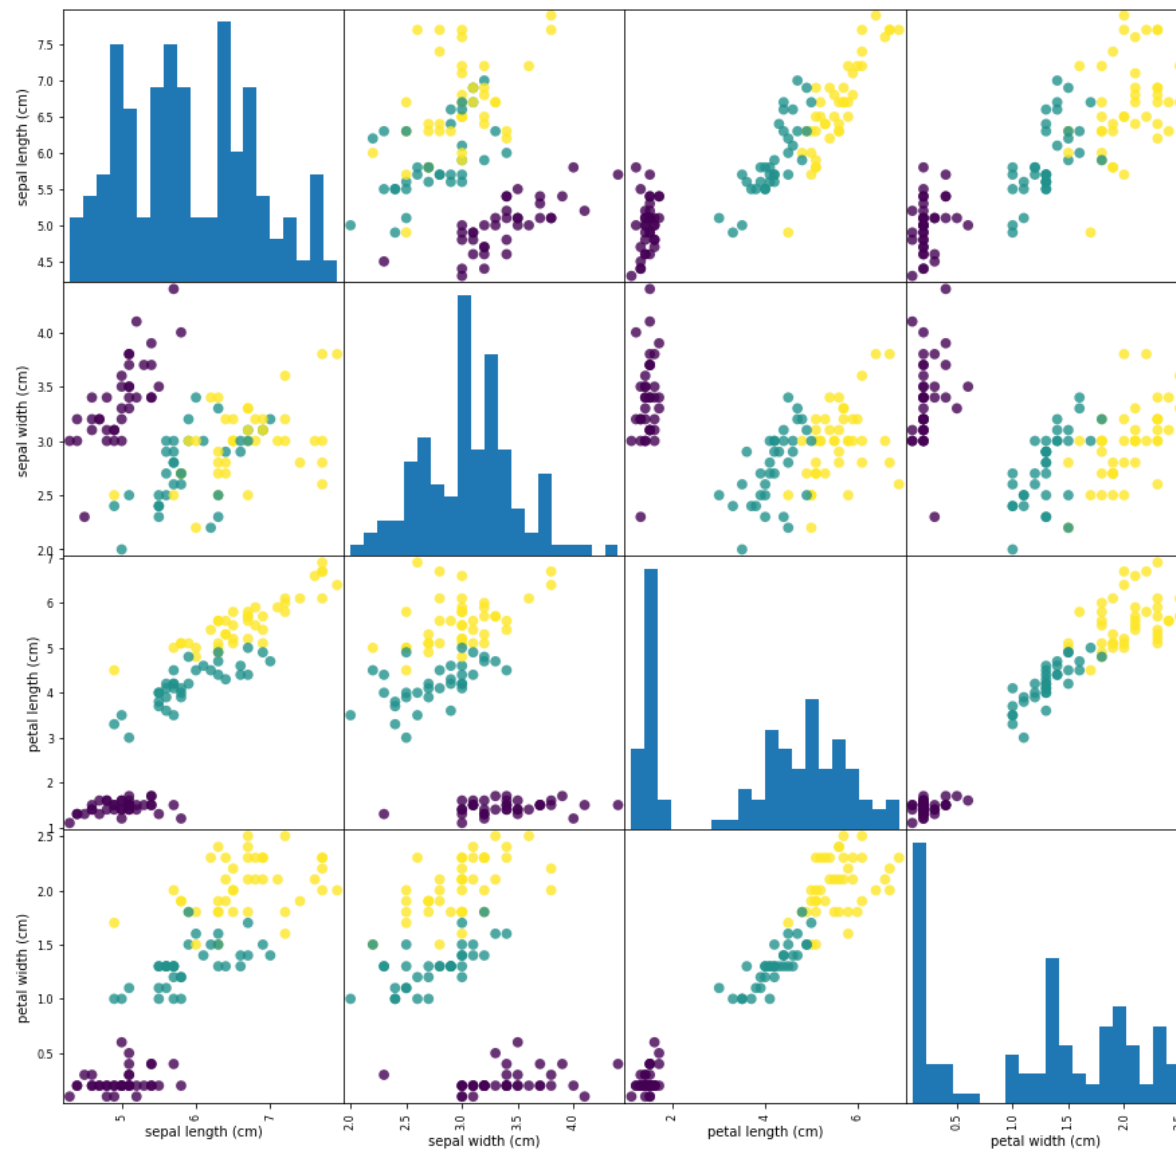 sepal length (cm)
7.5
7.0
6.5
6.0
5.5
5.0
4.5
sepal width (cm)
4.0
3.5
3.0
2.5
2.0
petal length (cm)
7
6
5
4
3
2
1
petal width (cm)
2.5
2.0
1.5
1.0
0.5
5 6 7
sepal length (cm)
2.0 2.5 3.0 3.5 4.0
sepal width (cm)
2 4 6
petal length (cm)
0.5 1.0 1.5 2.0
petal width (cm)